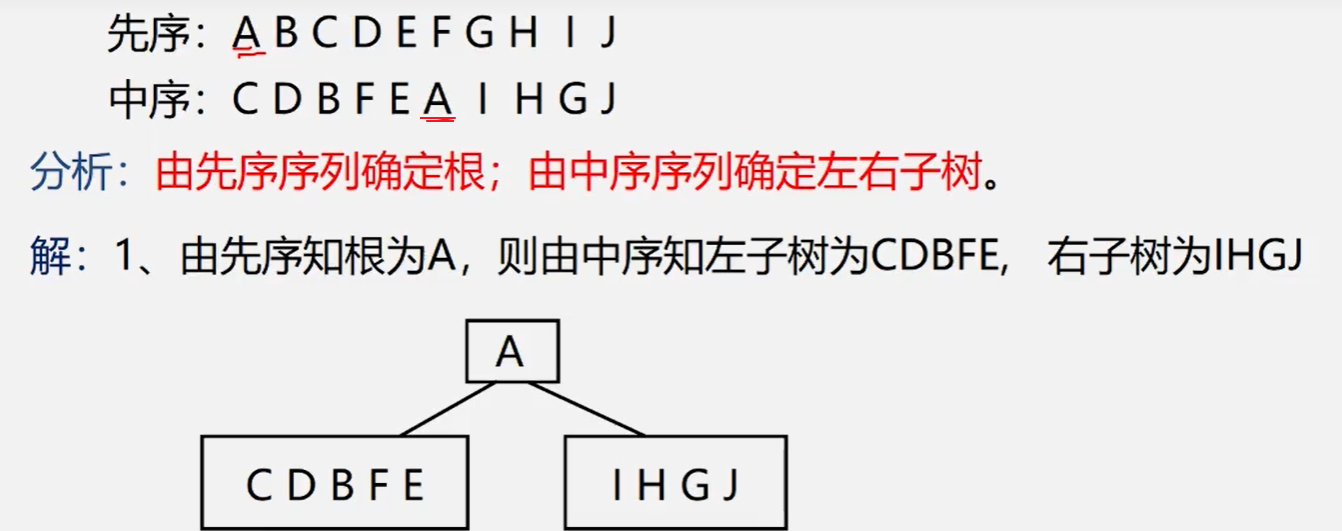 先序：A B C D E F G H I J
中序：C D B F E A I H G J
分析：由先序序列确定根；由中序序列确定左右子树。
解：1、由先序知根为A，则由中序知左子树为CDBFE, 右子树为IHGJ
A
C D B F E
I H G J